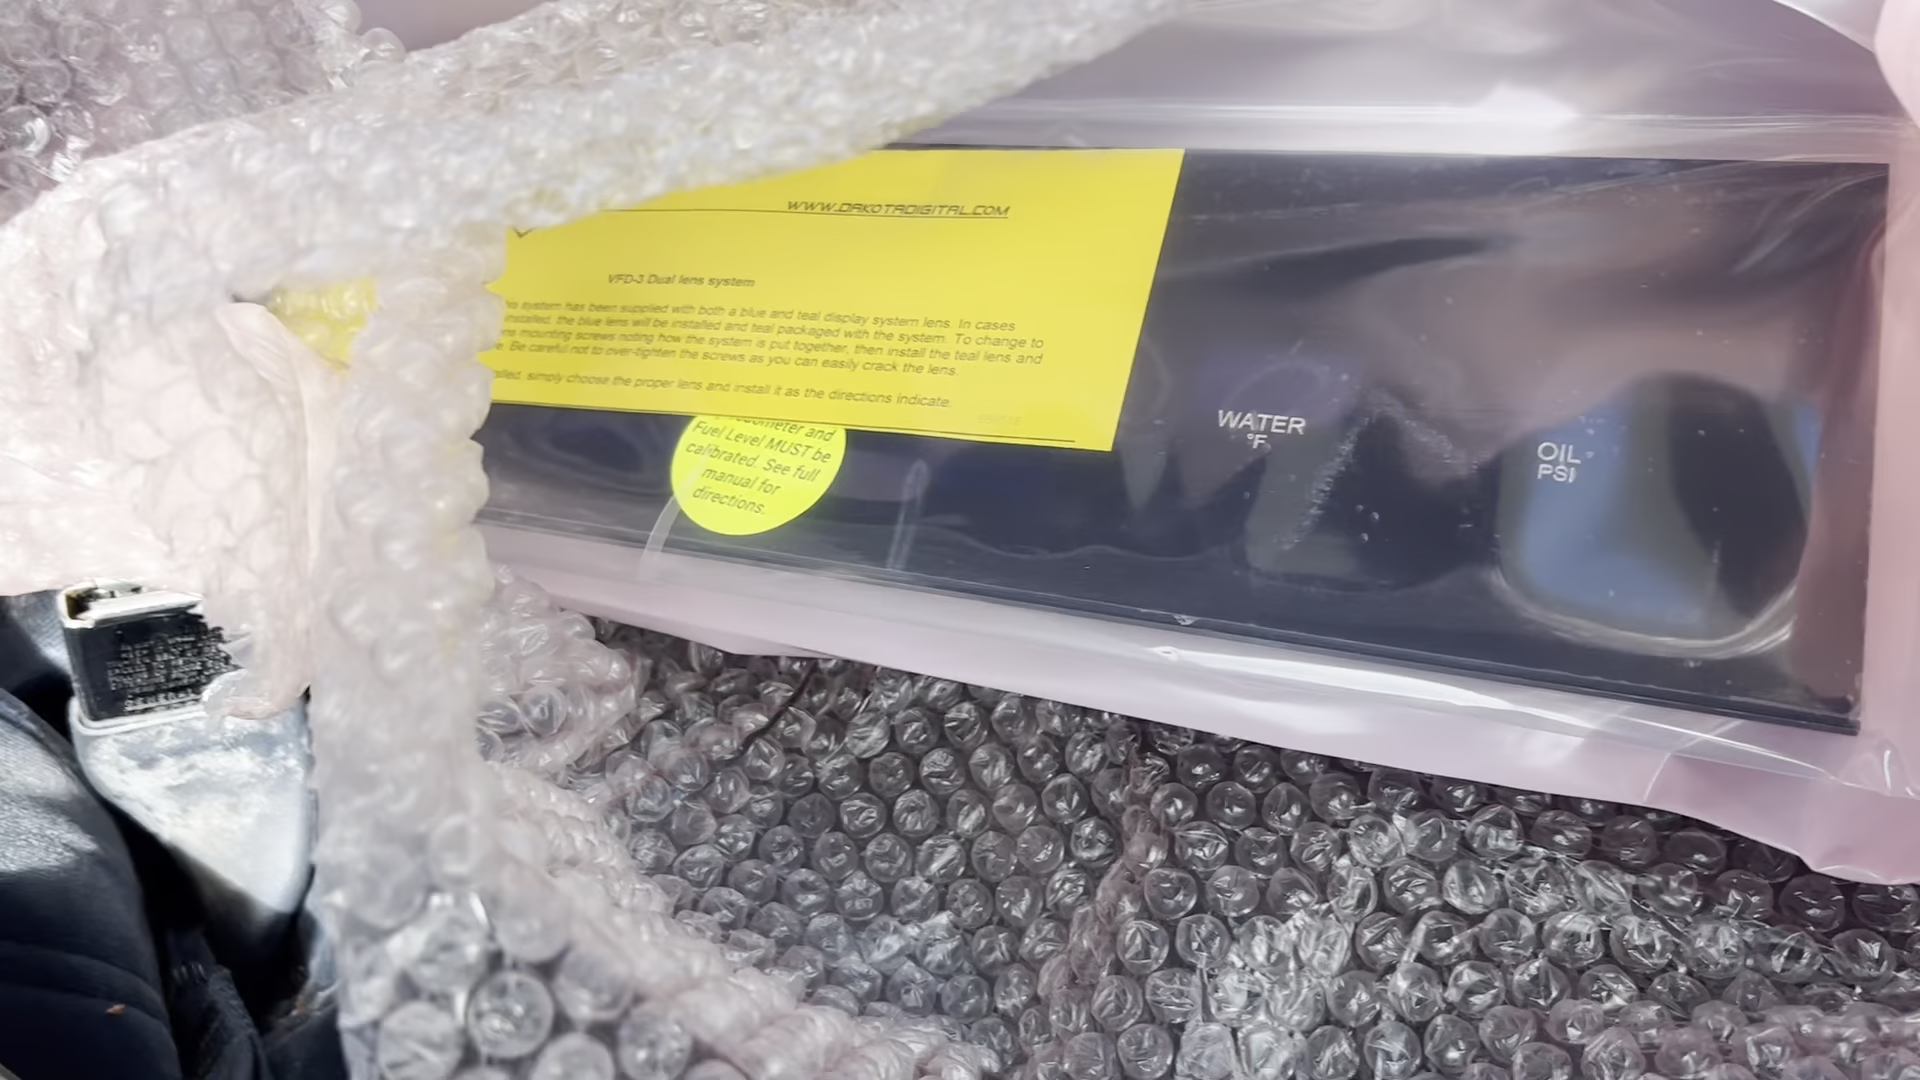 WWW.DAKOTADIGITAL.COM
VFD-3 Dual lens system
his system has been supplied with both a blue and teal display system lens. In cases
installed, the blue lens will be installed and teal packaged with the system. To change to
mounting screws noting how the system is put together, then install the teal lens and
e. Be careful not to over-tighten the screws as you can easily crack the lens.
simply choose the proper lens and install it as the directions indicate.
and
Fuel Level MUST be
calibrated. See full
manual for
directions.
WATER
°F
OIL
PSI